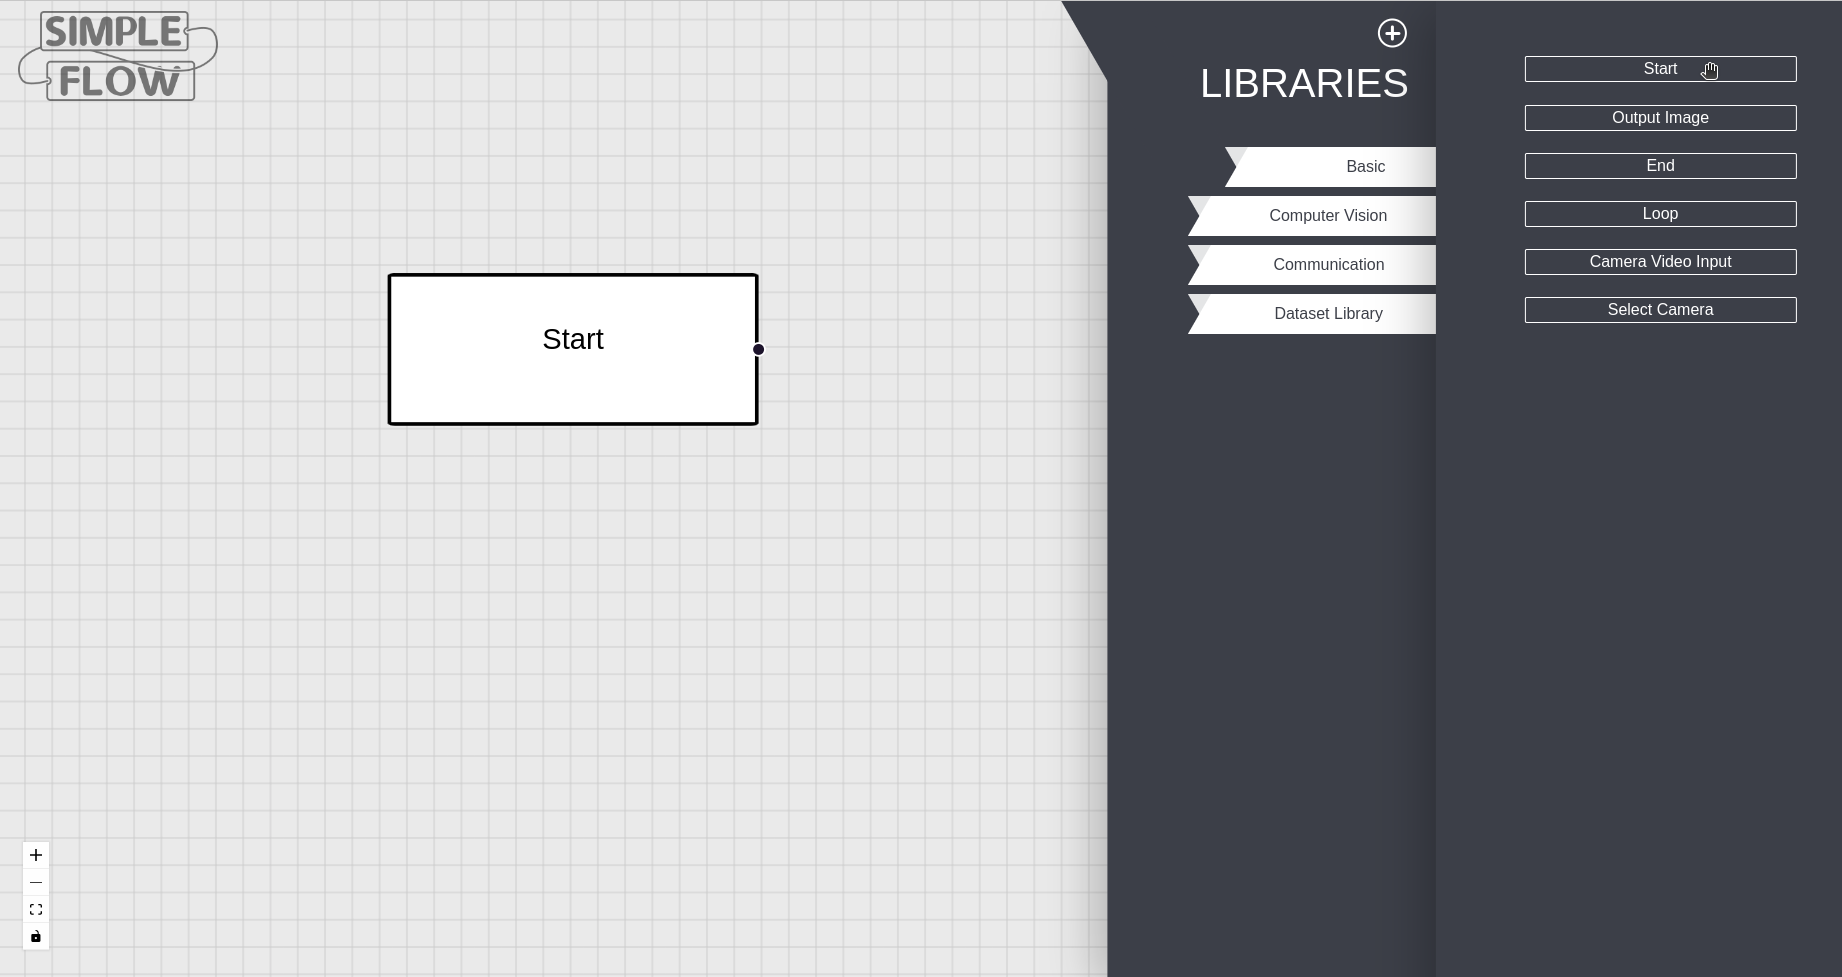 SIMPLE
FLOW
Start
LIBRARIES
Basic
Computer Vision
Communication
Dataset Library
Start
Output Image
End
Loop
Camera Video Input
Select Camera